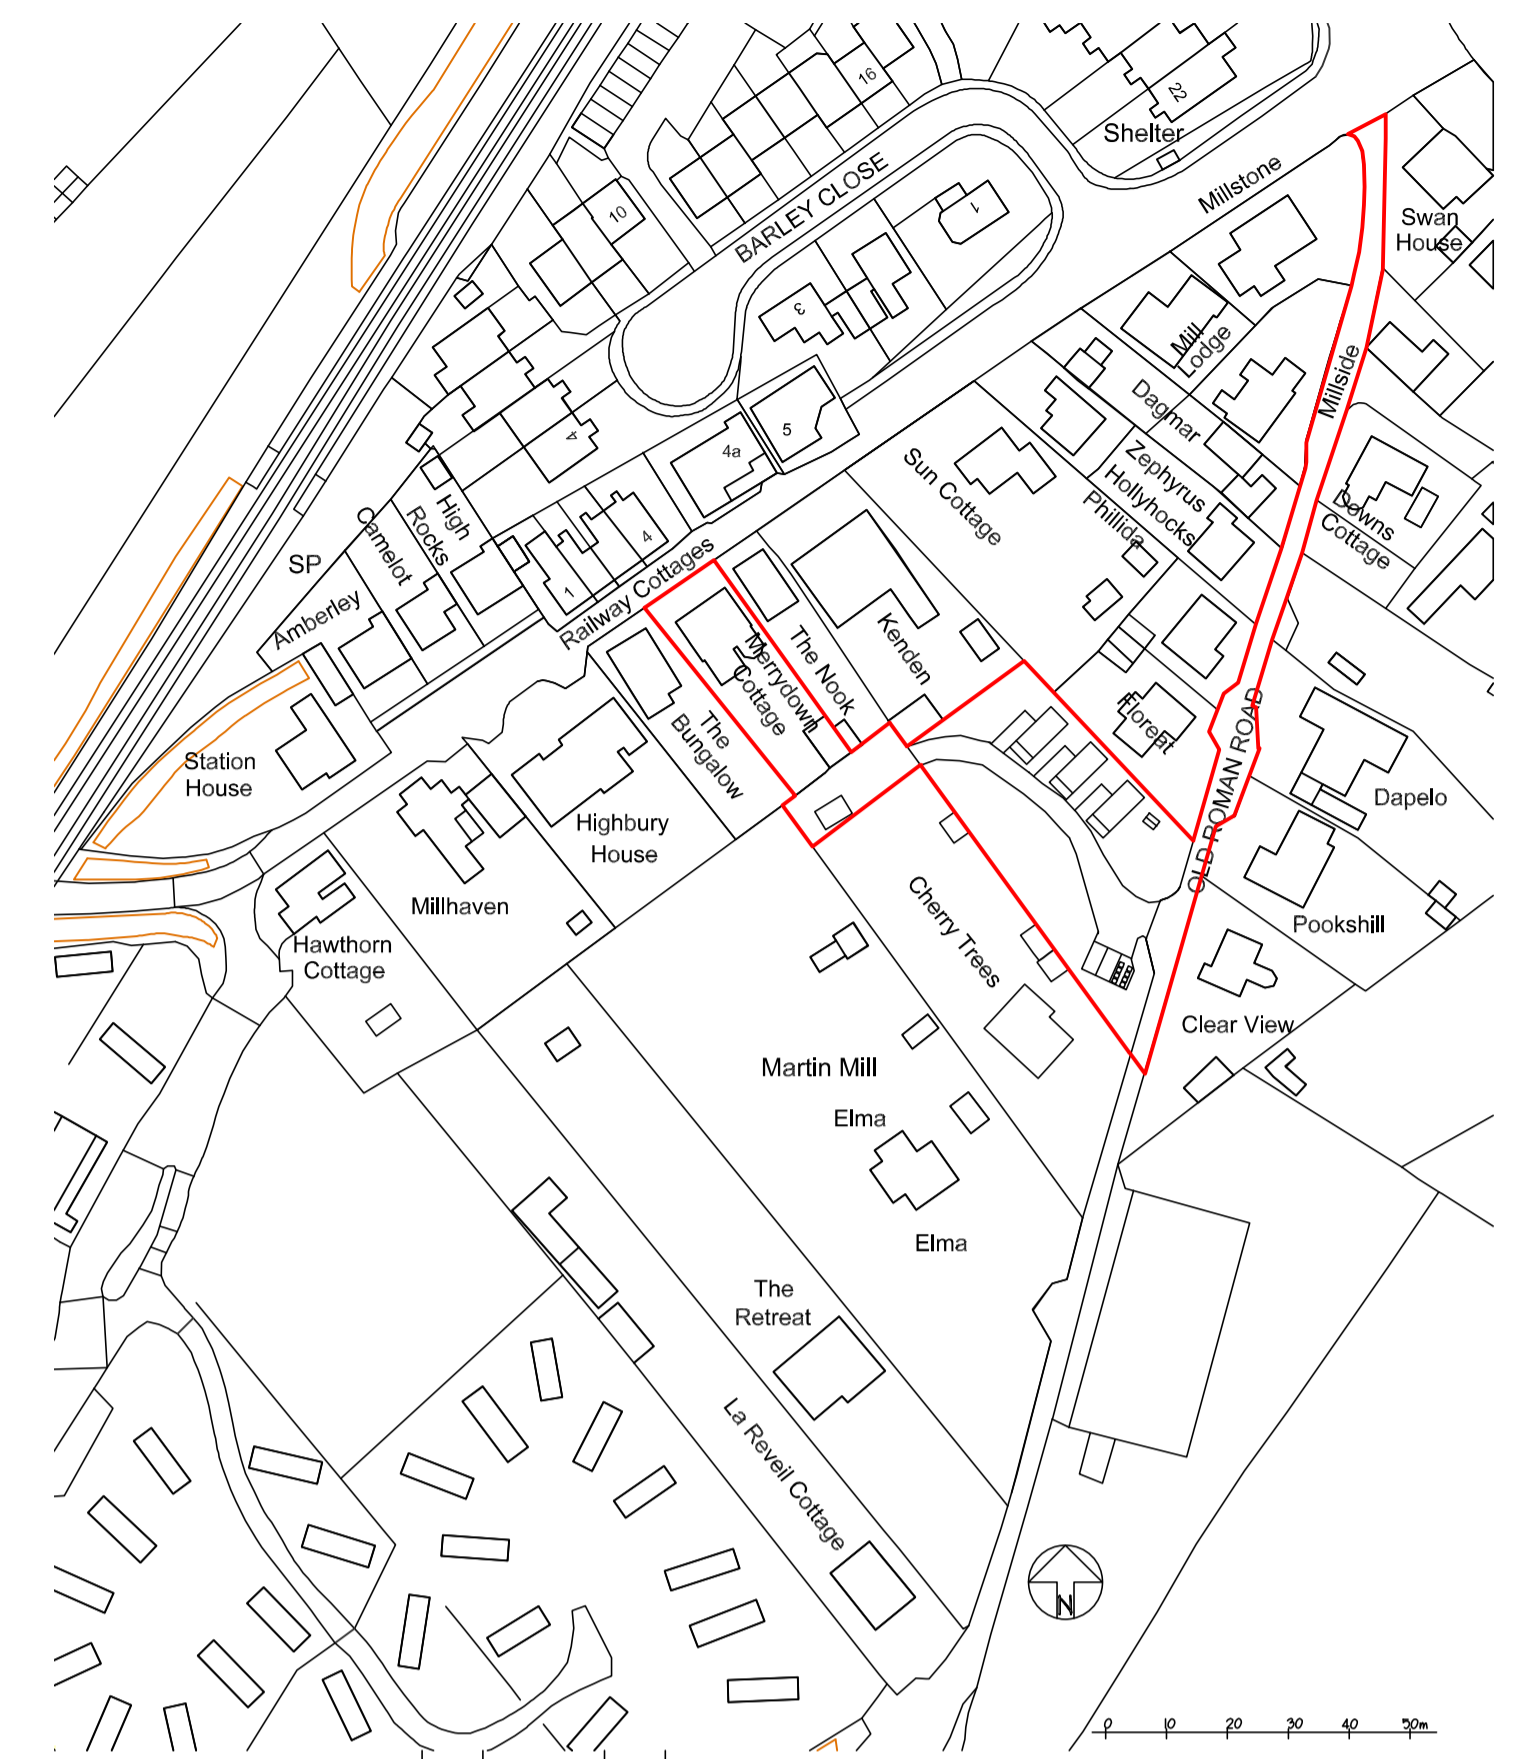 16
22
Shelter
BARLEY CLOSE
Millstone
10
1
Swan
House
3
Mill
Lodge
Millside
Dagmar
4
5
4a
Sun Cottage
Zephyrus
Hollyhocks
Phillida
Downs
Cottage
High
Rocks
Camelot
SP
4
1
Amberley
Railway Cottages
The Nook
Kenden
Merrydown
Cottage
The
Bungalow
Floreat
OLD ROMAN ROAD
Station
House
Dapelo
Highbury
House
Millhaven
Cherry Trees
Pookshill
Hawthorn
Cottage
Clear View
Martin Mill
Elma
Elma
The
Retreat
La Reveil Cottage
N
0 10 20 30 40 50m